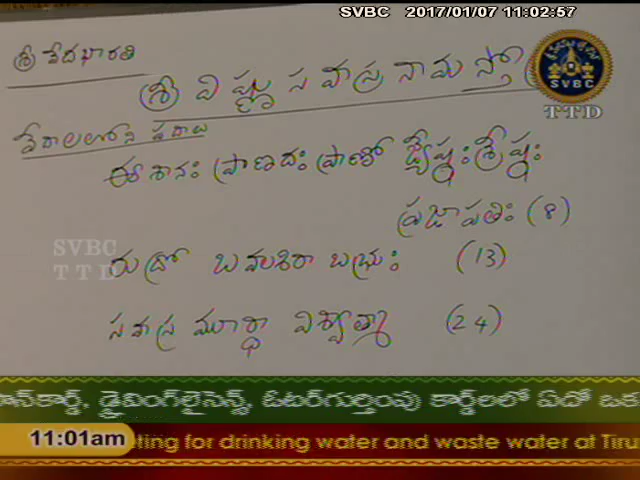 SVBC 2017/01/07 11:02:57
శ్రీ వేదభారతి
శ్రీ విష్ణు సహస్ర నామ స్తో
SVBC
TTD
ఈశానః ప్రాణదః ప్రాణో జ్యేష్ఠః శ్రేష్ఠః
ప్రజాపతిః (8)
SVBC
TTD
రుద్రో బహుశిరా బభ్రుః (13)
సహస్ర మూర్ధా విశ్వాత్మా (24)
పాన్‌కార్డ్, డ్రైవింగ్‌లైసెన్స్, ఓటర్‌గుర్తింపు కార్డ్‌లలో ఏదో ఒక
11:01am ting for drinking water and waste water at Tiru